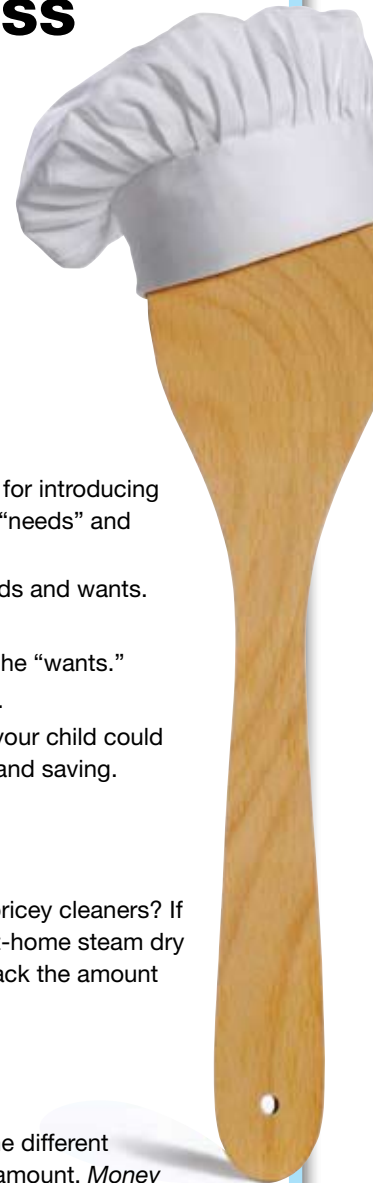 ss
for introducing
“needs” and
ds and wants.
he “wants.”
.
your child could
and saving.
pricey cleaners? If
t-home steam dry
ack the amount
e different
amount. Money